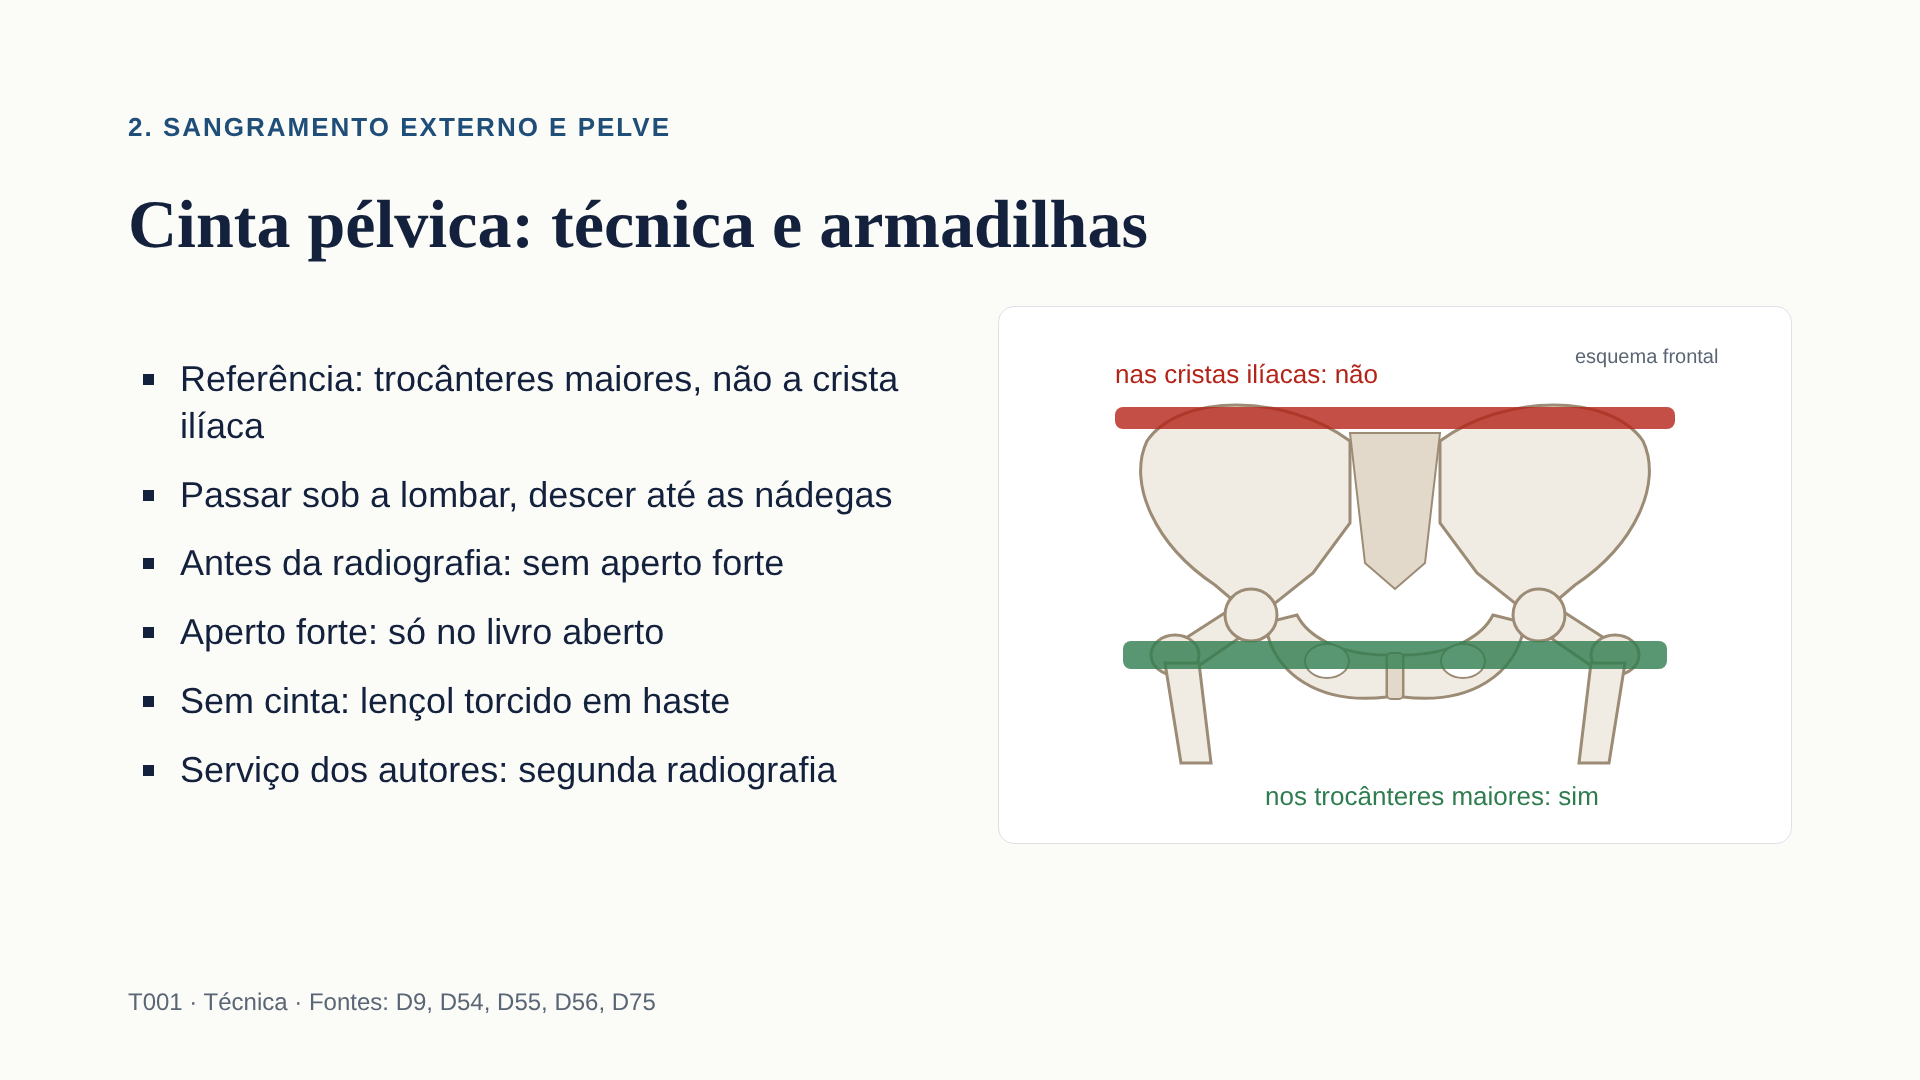 2. SANGRAMENTO EXTERNO E PELVE
Cinta pélvica: técnica e armadilhas
Referência: trocânteres maiores, não a crista
ilíaca
Passar sob a lombar, descer até as nádegas
Antes da radiografia: sem aperto forte
Aperto forte: só no livro aberto
Sem cinta: lençol torcido em haste
Serviço dos autores: segunda radiografia
esquema frontal
nas cristas ilíacas: não
nos trocânteres maiores: sim
T001 · Técnica · Fontes: D9, D54, D55, D56, D75